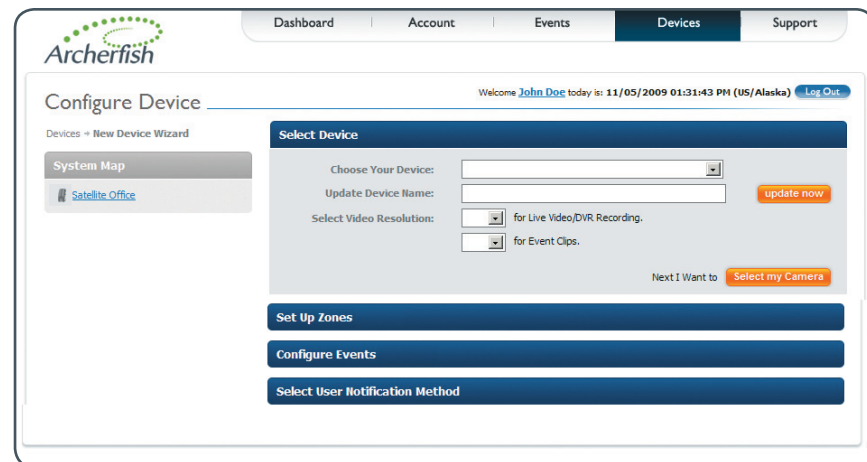 Dashboard Account Events Devices Support
Archerfish
Welcome John Doe today is: 11/05/2009 01:31:43 PM (US/Alaska) Log Out
Configure Device
Devices → New Device Wizard
System Map
Satellite Office
Select Device
Choose Your Device:
Update Device Name: update now
Select Video Resolution: for Live Video/DVR Recording.
for Event Clips.
Next I Want to Select my Camera
Set Up Zones
Configure Events
Select User Notification Method